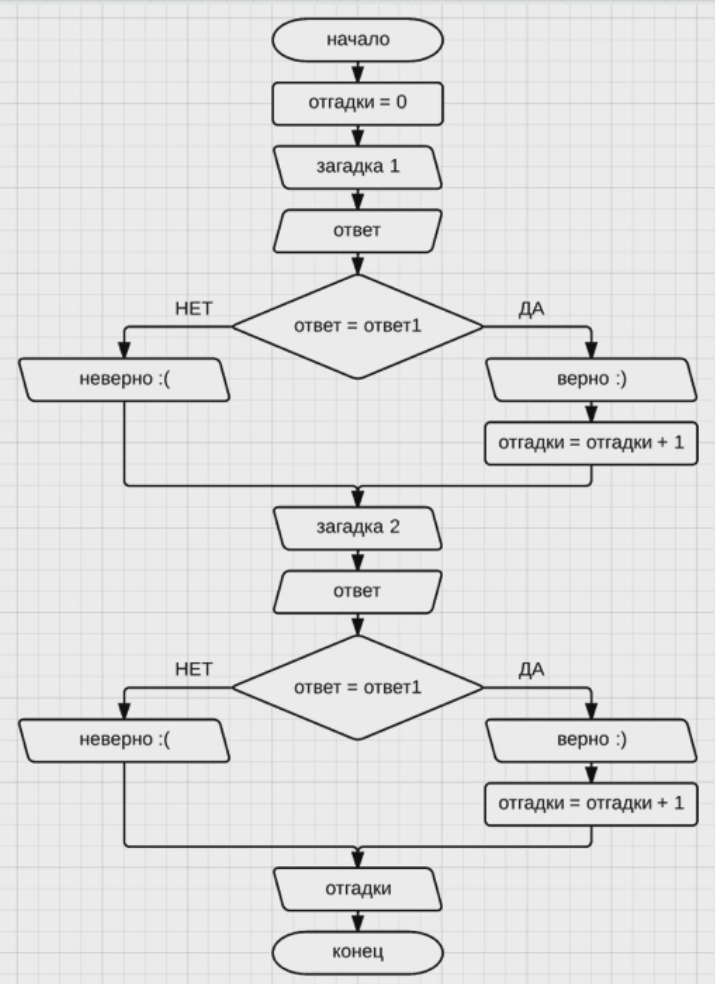 начало
отгадки = 0
загадка 1
ответ
НЕТ
ДА
ответ = ответ1
неверно :(
верно :)
отгадки = отгадки + 1
загадка 2
ответ
НЕТ
ДА
ответ = ответ1
неверно :(
верно :)
отгадки = отгадки + 1
отгадки
конец